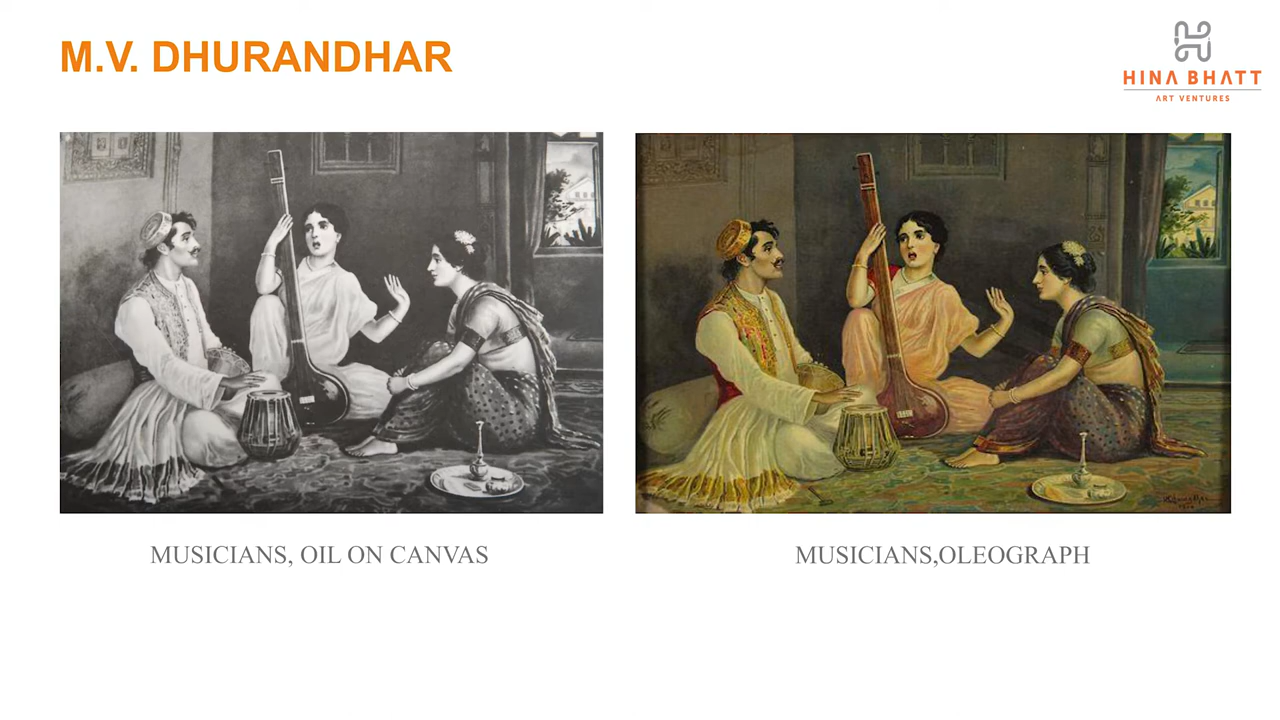 M.V. DHURANDHAR
HINA BHATT
ART VENTURES
MUSICIANS, OIL ON CANVAS
MUSICIANS,OLEOGRAPH